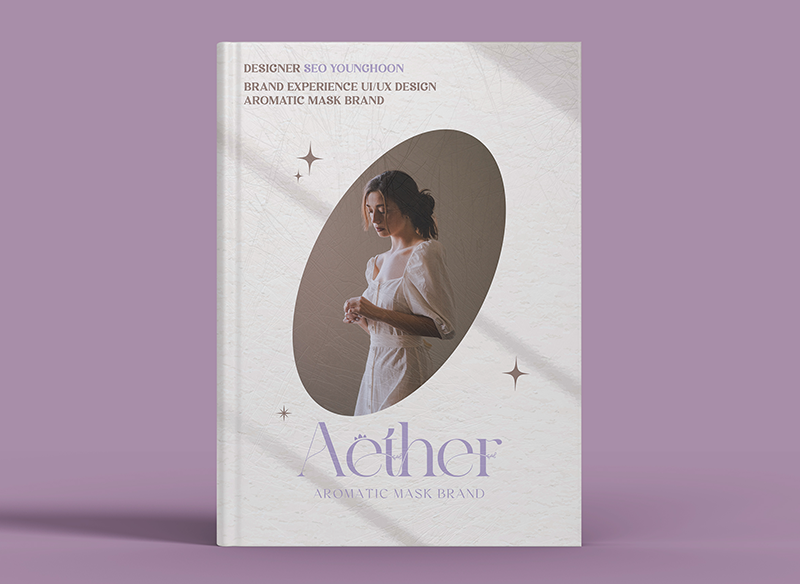 DESIGNER SEO YOUNGHOON
BRAND EXPERIENCE UI/UX DESIGN
AROMATIC MASK BRAND
Aether
AROMATIC MASK BRAND